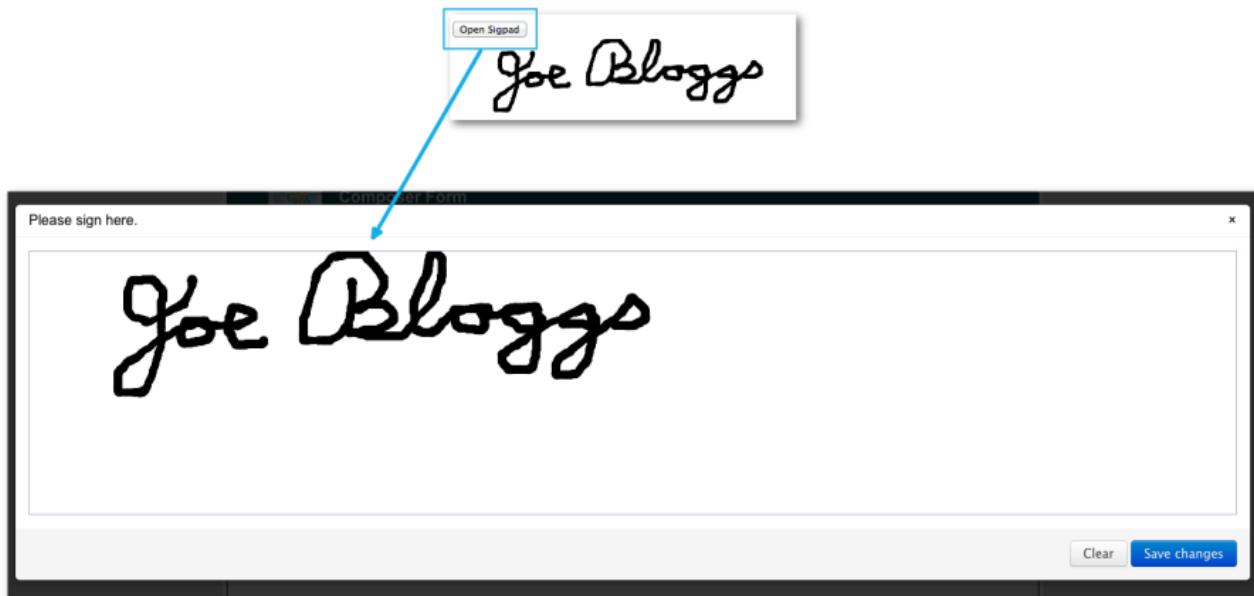 Open Sigpad
Joe Bloggs
Composer Form
Please sign here.
×
Joe Bloggs
Clear
Save changes